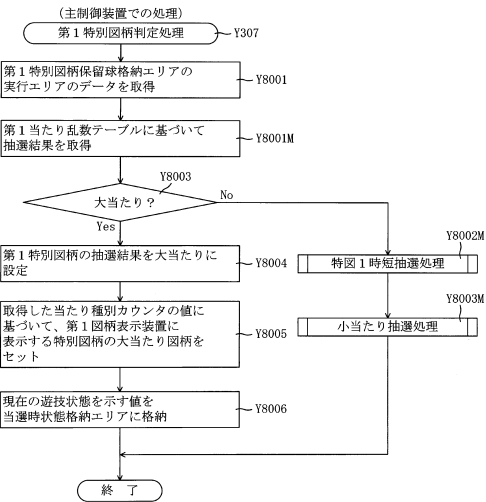 (主制御装置での処理)
第1特別図柄判定処理
Y307
第1特別図柄保留球格納エリアの
実行エリアのデータを取得
Y8001
第1当たり乱数テーブルに基づいて
抽選結果を取得
Y8001M
Y8003
大当たり?
No
Yes
第1特別図柄の抽選結果を大当たりに
設定
Y8004
Y8002M
特図1時短抽選処理
取得した当たり種別カウンタの値に
基づいて、第1図柄表示装置に
表示する特別図柄の大当たり図柄を
セット
Y8005
Y8003M
小当たり抽選処理
現在の遊技状態を示す値を
当選時状態格納エリアに格納
Y8006
終 了